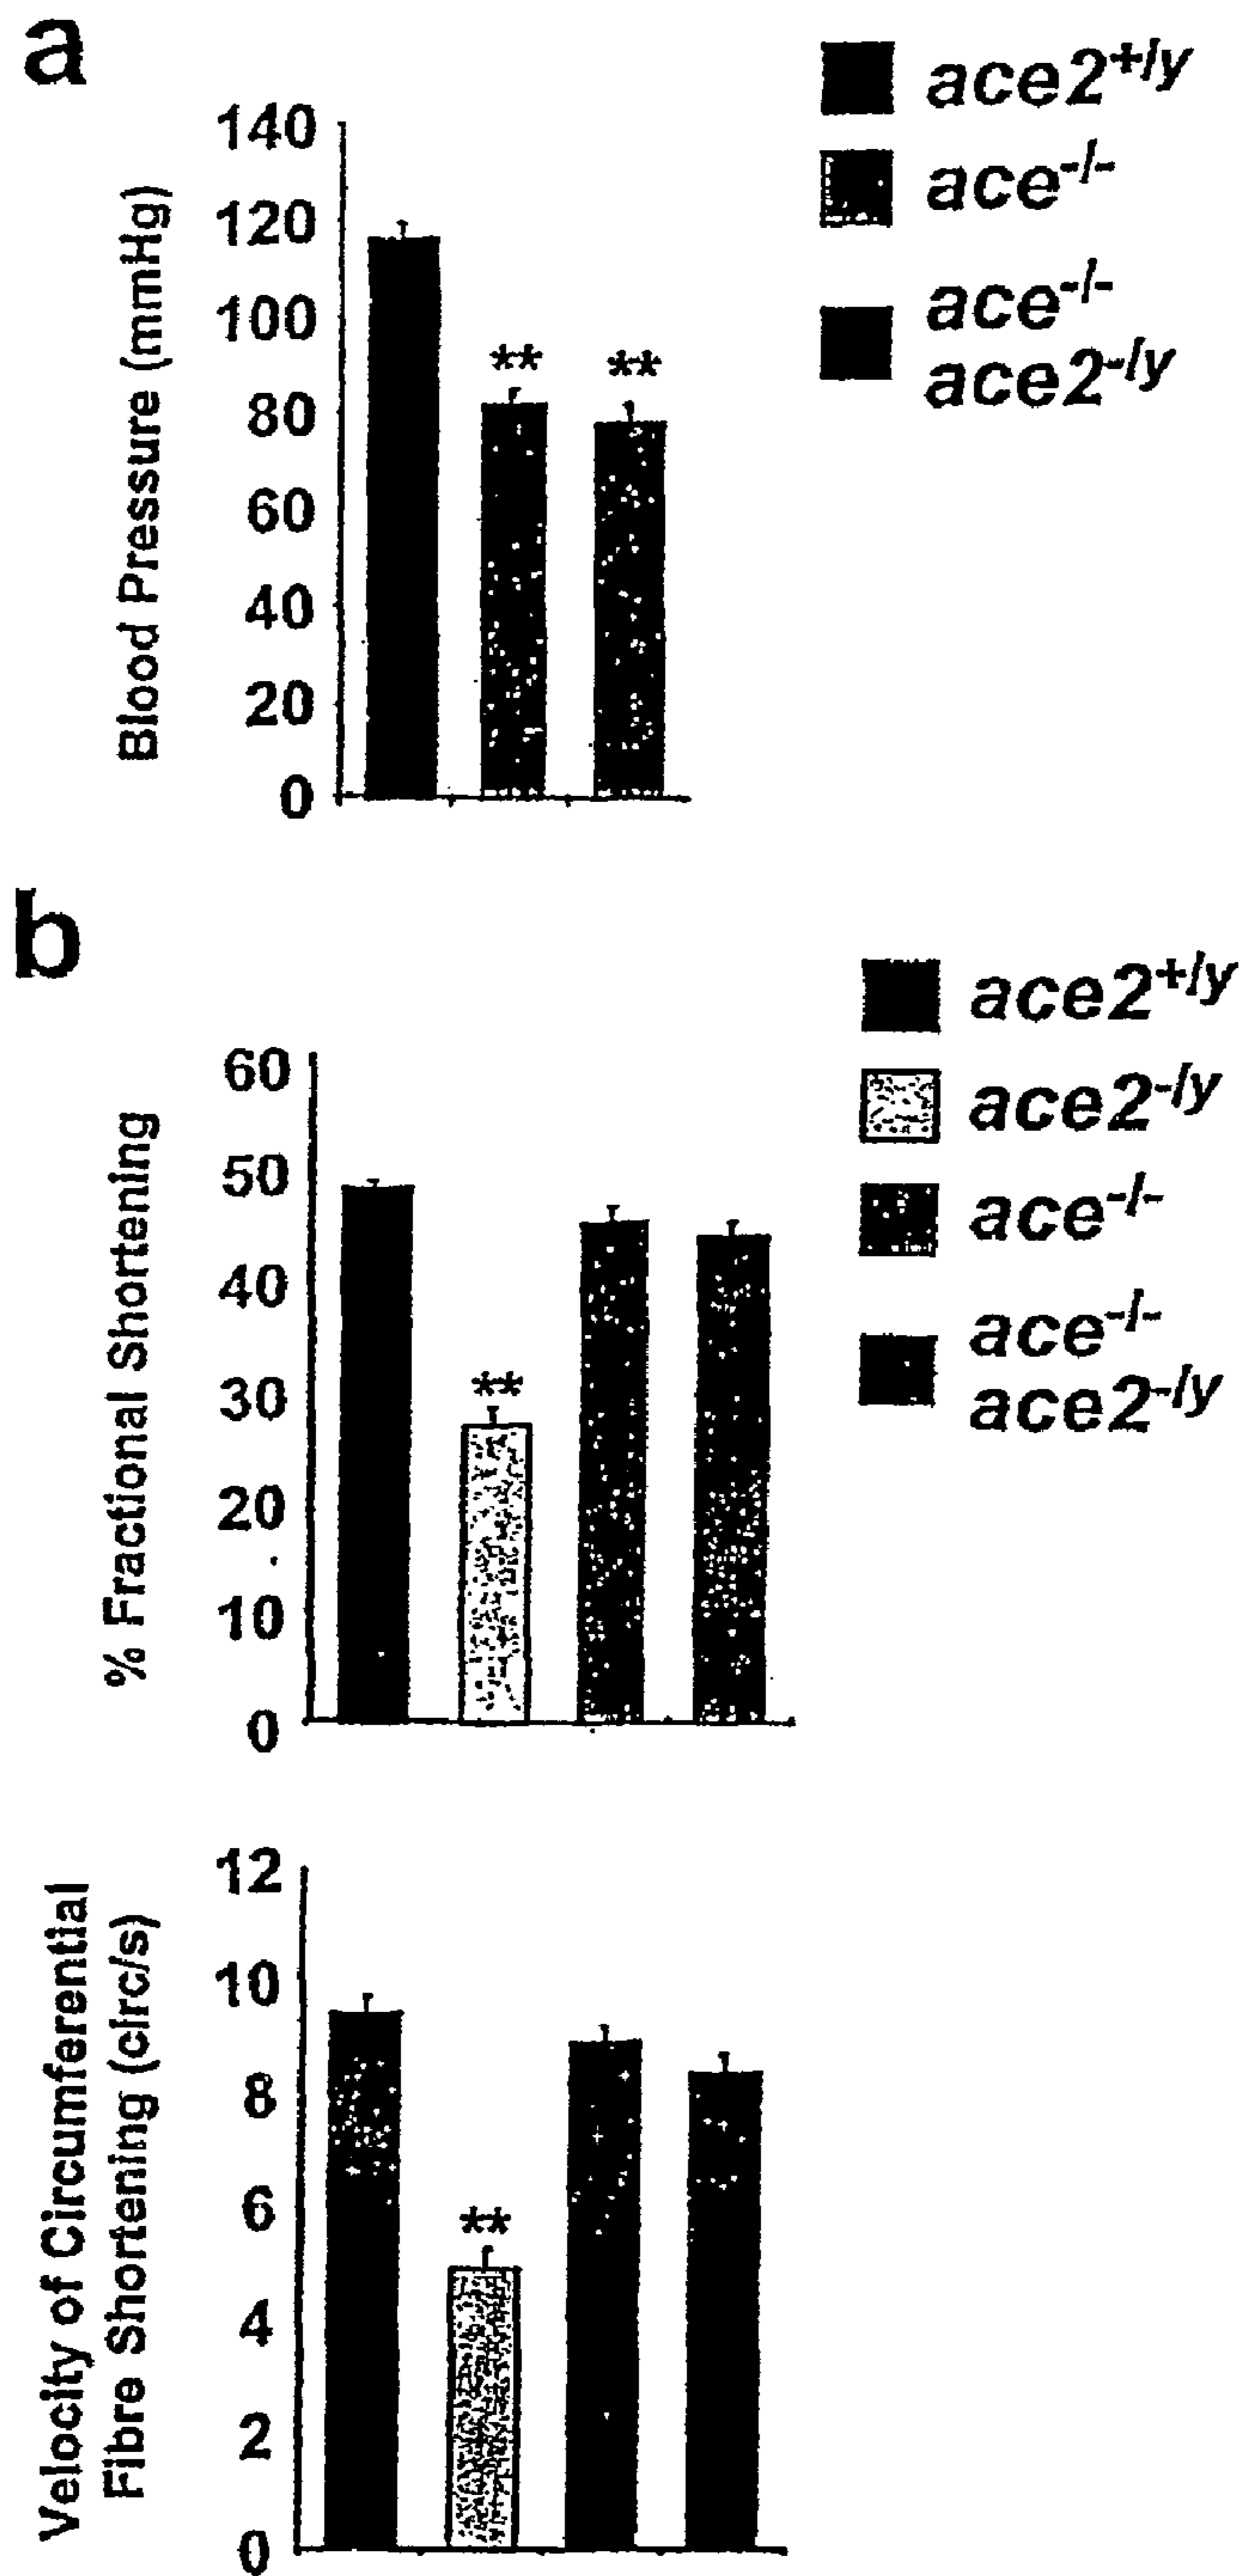 a
ace2+/y
ace-/-
ace-/-
ace2-/y
Blood Pressure (mmHg)
140
120
100
80
60
40
20
0
**
**
b
ace2+/y
ace2-/y
ace-/-
ace-/-
ace2-/y
% Fractional Shortening
60
50
40
30
20
10
0
**
Velocity of Circumferential
Fibre Shortening (circ/s)
12
10
8
6
4
2
0
**